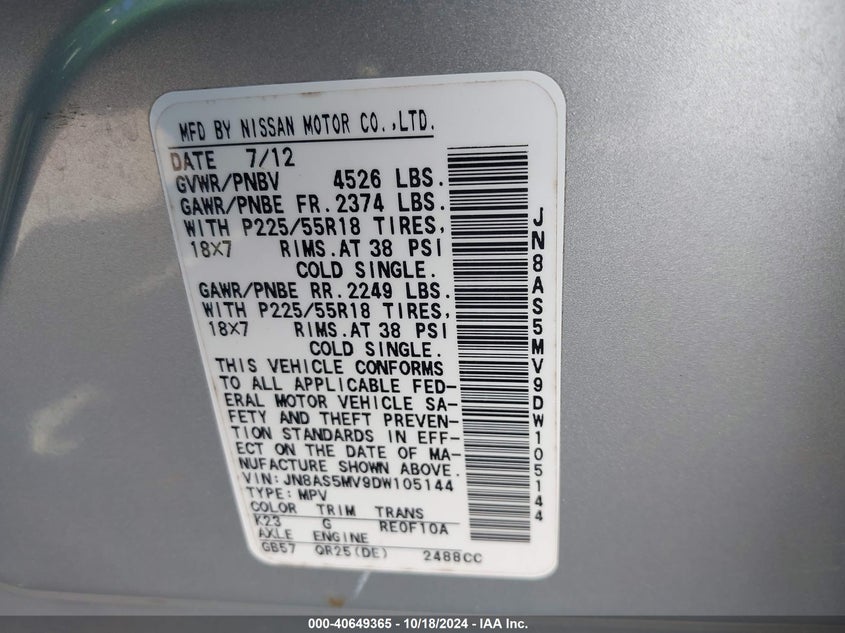 MFD BY NISSAN MOTOR CO.,LTD.
DATE 7/12
GVWR/PNBV 4526 LBS.
GAWR/PNBE FR. 2374 LBS.
WITH P225/55R18 TIRES,
18X7 RIMS. AT 38 PSI
COLD SINGLE.
GAWR/PNBE RR. 2249 LBS.
WITH P225/55R18 TIRES,
18X7 RIMS. AT 38 PSI
COLD SINGLE.
THIS VEHICLE CONFORMS
TO ALL APPLICABLE FED-
ERAL MOTOR VEHICLE SA-
FETY AND THEFT PREVEN-
TION STANDARDS IN EFF-
ECT ON THE DATE OF MA-
NUFACTURE SHOWN ABOVE.
VIN: JN8AS5MV9DW105144
TYPE: MPV
COLOR TRIM TRANS
K23 G RE0F10A
AXLE ENGINE
GB57 QR25(DE) 2488CC
JN8AS5MV9DW105144
000-40649365 - 10/18/2024 - IAA Inc.